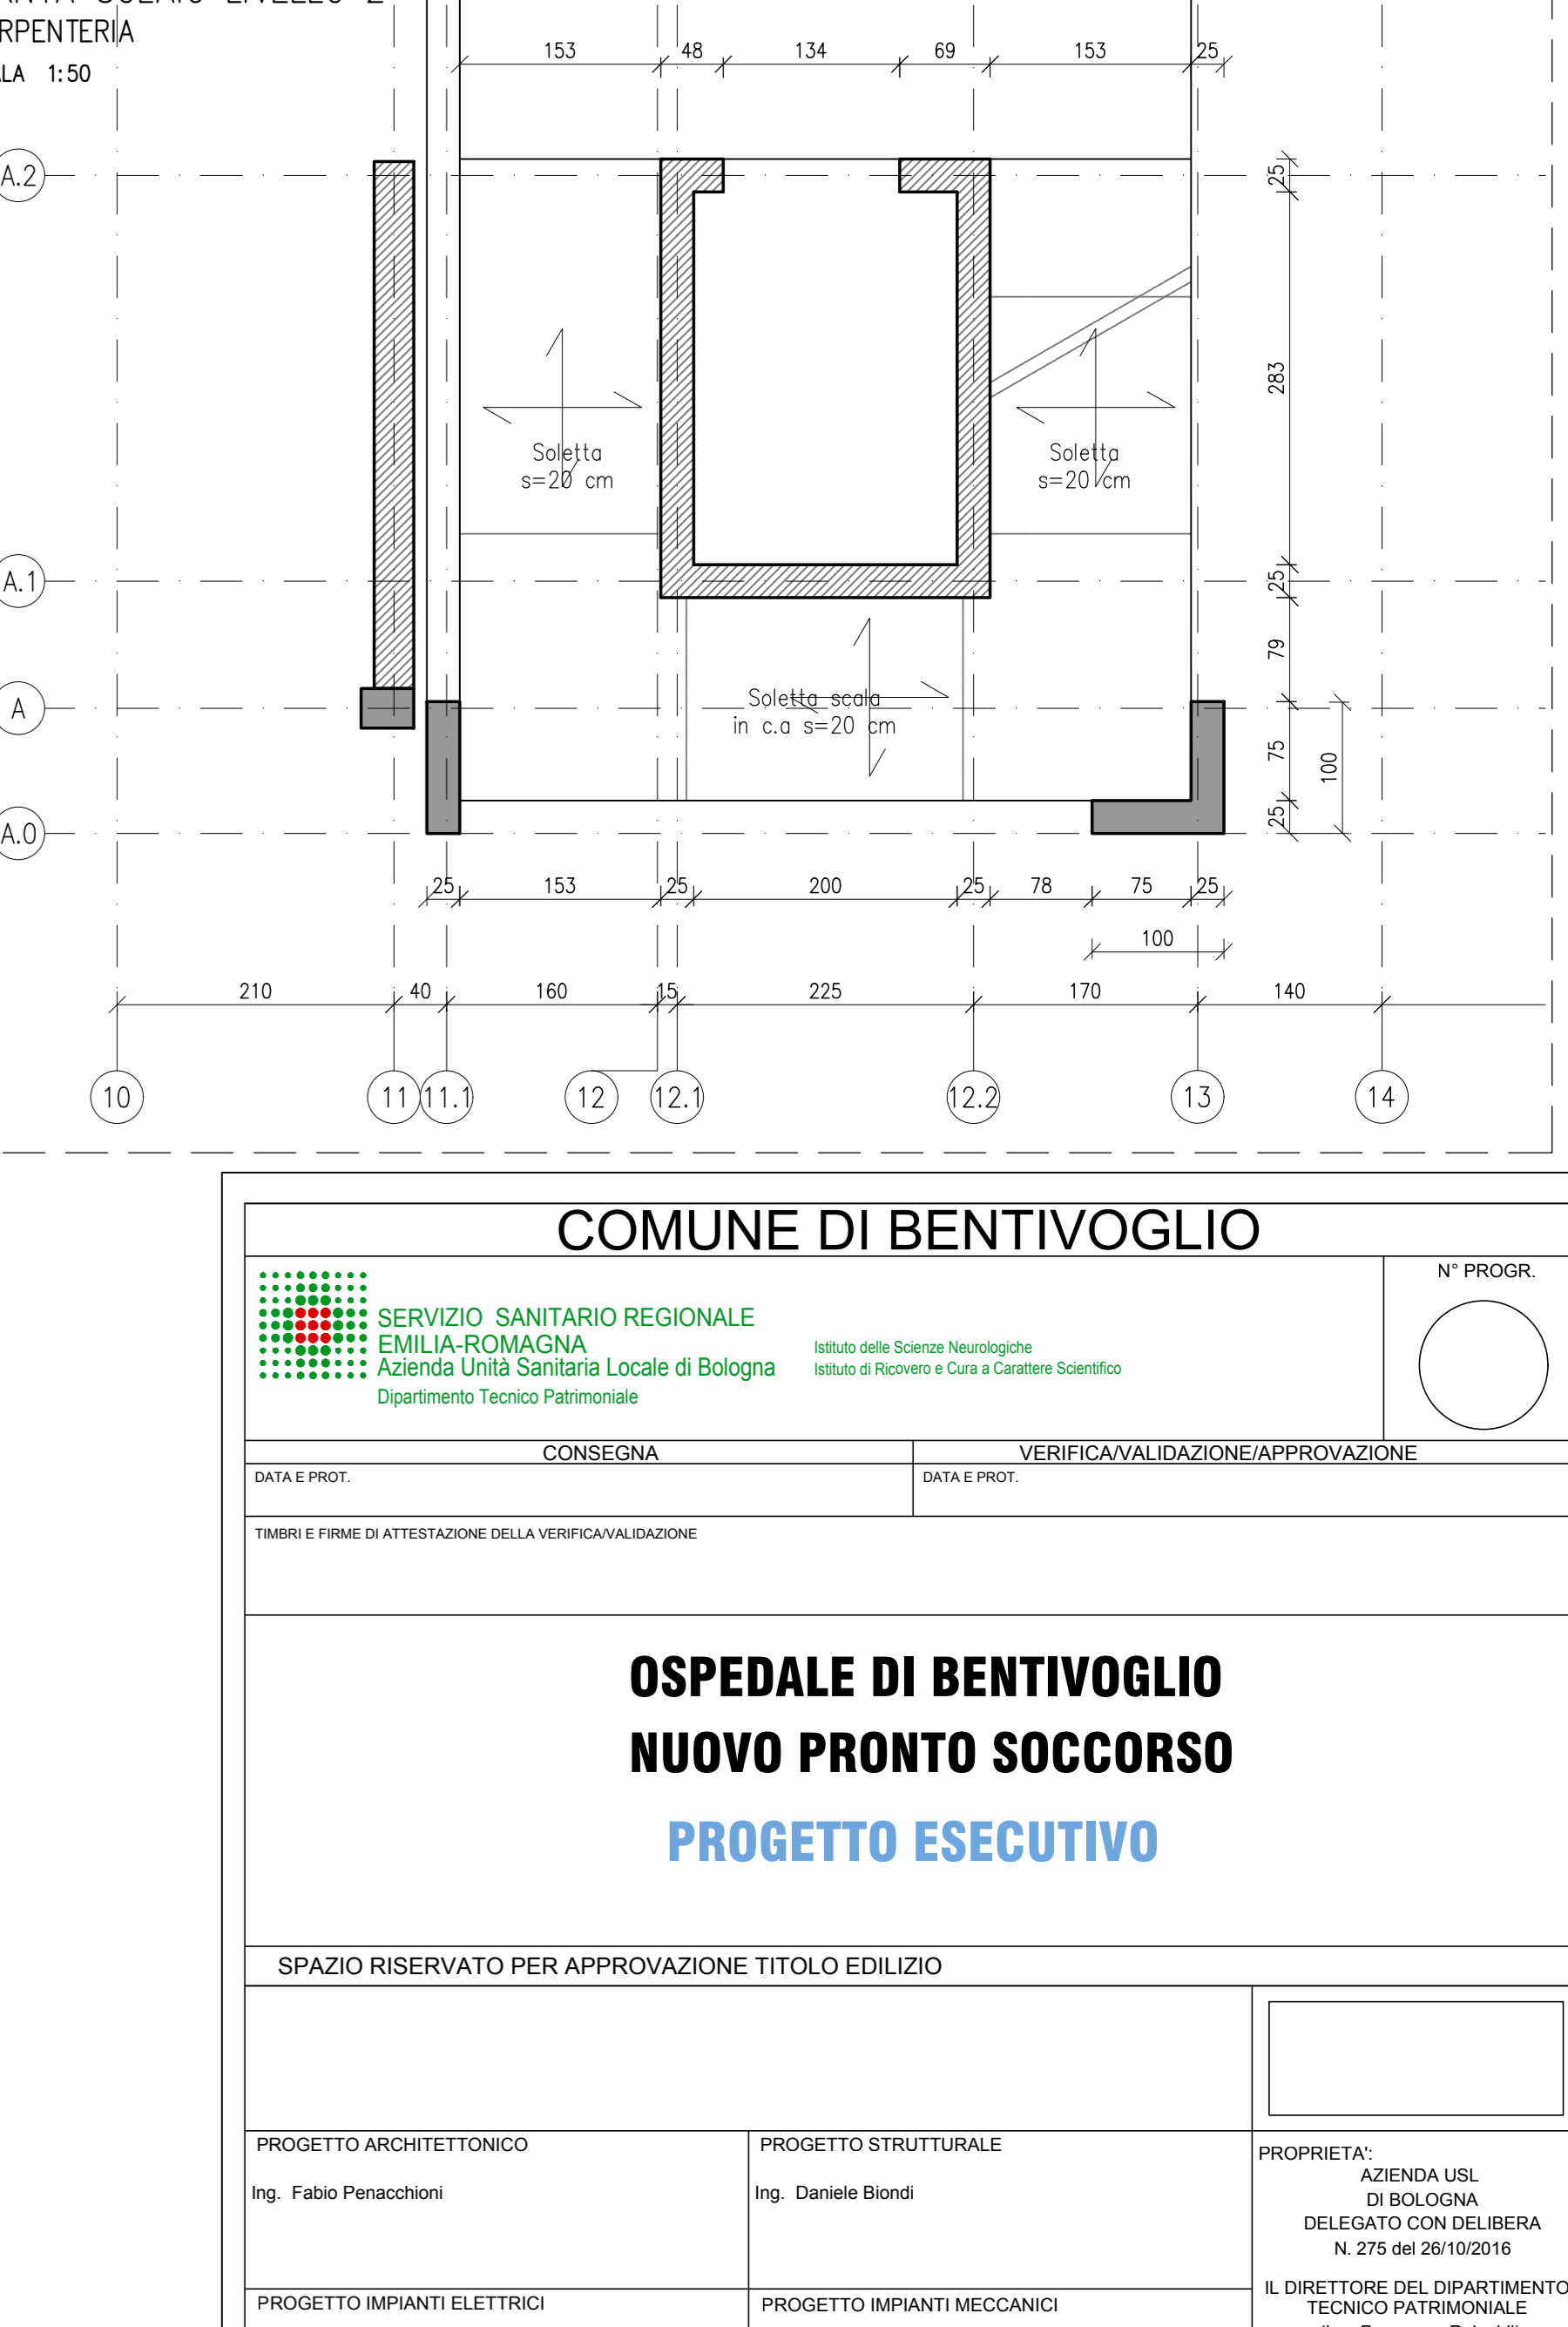 RPENTERIA
LA 1:50
153 48 134 69 153 25
A.2
25
283
Soletta
s=20 cm
Soletta
s=20 cm
A.1
25
79
Soletta scala
in c.a s=20 cm
A
75
100
A.0
25
25 153 25 200 25 78 75 25
100
210 40 160 15 225 170 140
10 11 11.1 12 12.1 12.2 13 14
COMUNE DI BENTIVOGLIO
N° PROGR.
SERVIZIO SANITARIO REGIONALE
EMILIA-ROMAGNA
Azienda Unità Sanitaria Locale di Bologna
Dipartimento Tecnico Patrimoniale
Istituto delle Scienze Neurologiche
Istituto di Ricovero e Cura a Carattere Scientifico
CONSEGNA
VERIFICA/VALIDAZIONE/APPROVAZIONE
DATA E PROT.
DATA E PROT.
TIMBRI E FIRME DI ATTESTAZIONE DELLA VERIFICA/VALIDAZIONE
OSPEDALE DI BENTIVOGLIO
NUOVO PRONTO SOCCORSO
PROGETTO ESECUTIVO
SPAZIO RISERVATO PER APPROVAZIONE TITOLO EDILIZIO
PROGETTO ARCHITETTONICO
Ing. Fabio Penacchioni
PROGETTO STRUTTURALE
Ing. Daniele Biondi
PROPRIETA':
AZIENDA USL
DI BOLOGNA
DELEGATO CON DELIBERA
N. 275 del 26/10/2016
IL DIRETTORE DEL DIPARTIMENTO
TECNICO PATRIMONIALE
PROGETTO IMPIANTI ELETTRICI
PROGETTO IMPIANTI MECCANICI